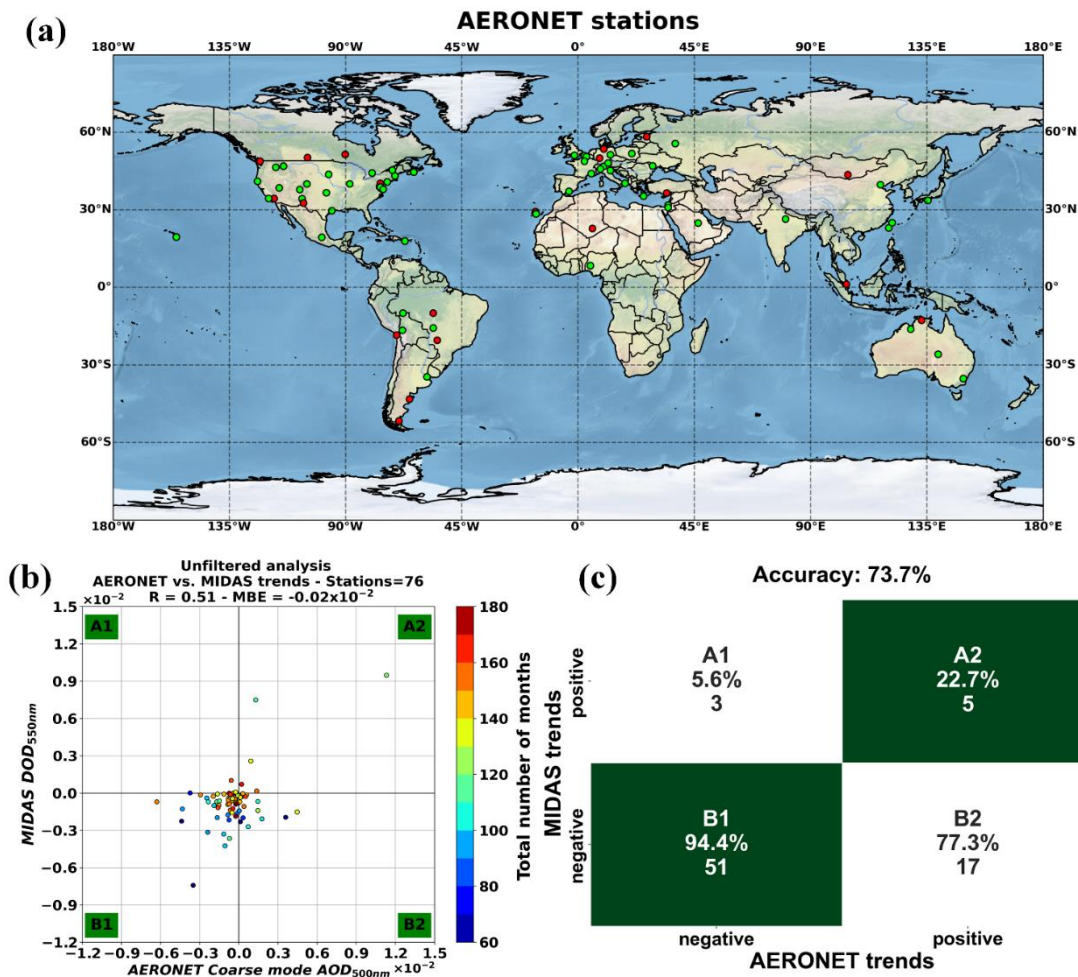 (a)
AERONET stations
180°W 135°W 90°W 45°W 0° 45°E 90°E 135°E 180°E
60°N 60°N
30°N 30°N
0° 0°
30°S 30°S
60°S 60°S
180°W 135°W 90°W 45°W 0° 45°E 90°E 135°E 180°E
(b)
Unfiltered analysis
AERONET vs. MIDAS trends - Stations=76
×10⁻² R = 0.51 - MBE = -0.02x10⁻²
1.5
A1 A2
1.2
0.9
0.6
0.3
0.0
−0.3
−0.6
−0.9
B1 B2
−1.2
−1.2 −0.9 −0.6 −0.3 0.0 0.3 0.6 0.9 1.2 1.5
AERONET Coarse mode AOD500nm ×10⁻²
MIDAS DOD550nm
180
160
140
120
100
80
60
Total number of months
(c)
Accuracy: 73.7%
A1
5.6%
3
A2
22.7%
5
B1
94.4%
51
B2
77.3%
17
positive
negative
MIDAS trends
negative positive
AERONET trends